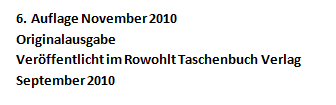 6. Auflage November 2010
Originalausgabe
Veröffentlicht im Rowohlt Taschenbuch Verlag
September 2010